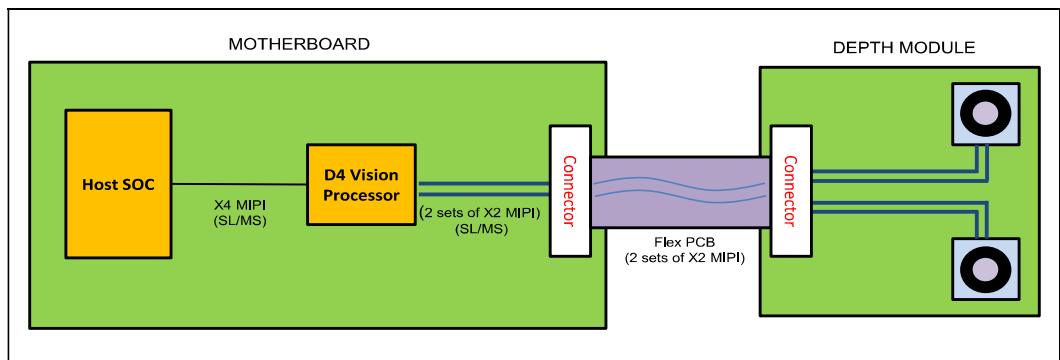 MOTHERBOARD
DEPTH MODULE
Host SOC
X4 MIPI
(SL/MS)
D4 Vision
Processor
(2 sets of X2 MIPI)
(SL/MS)
Connector
Flex PCB
(2 sets of X2 MIPI)
Connector